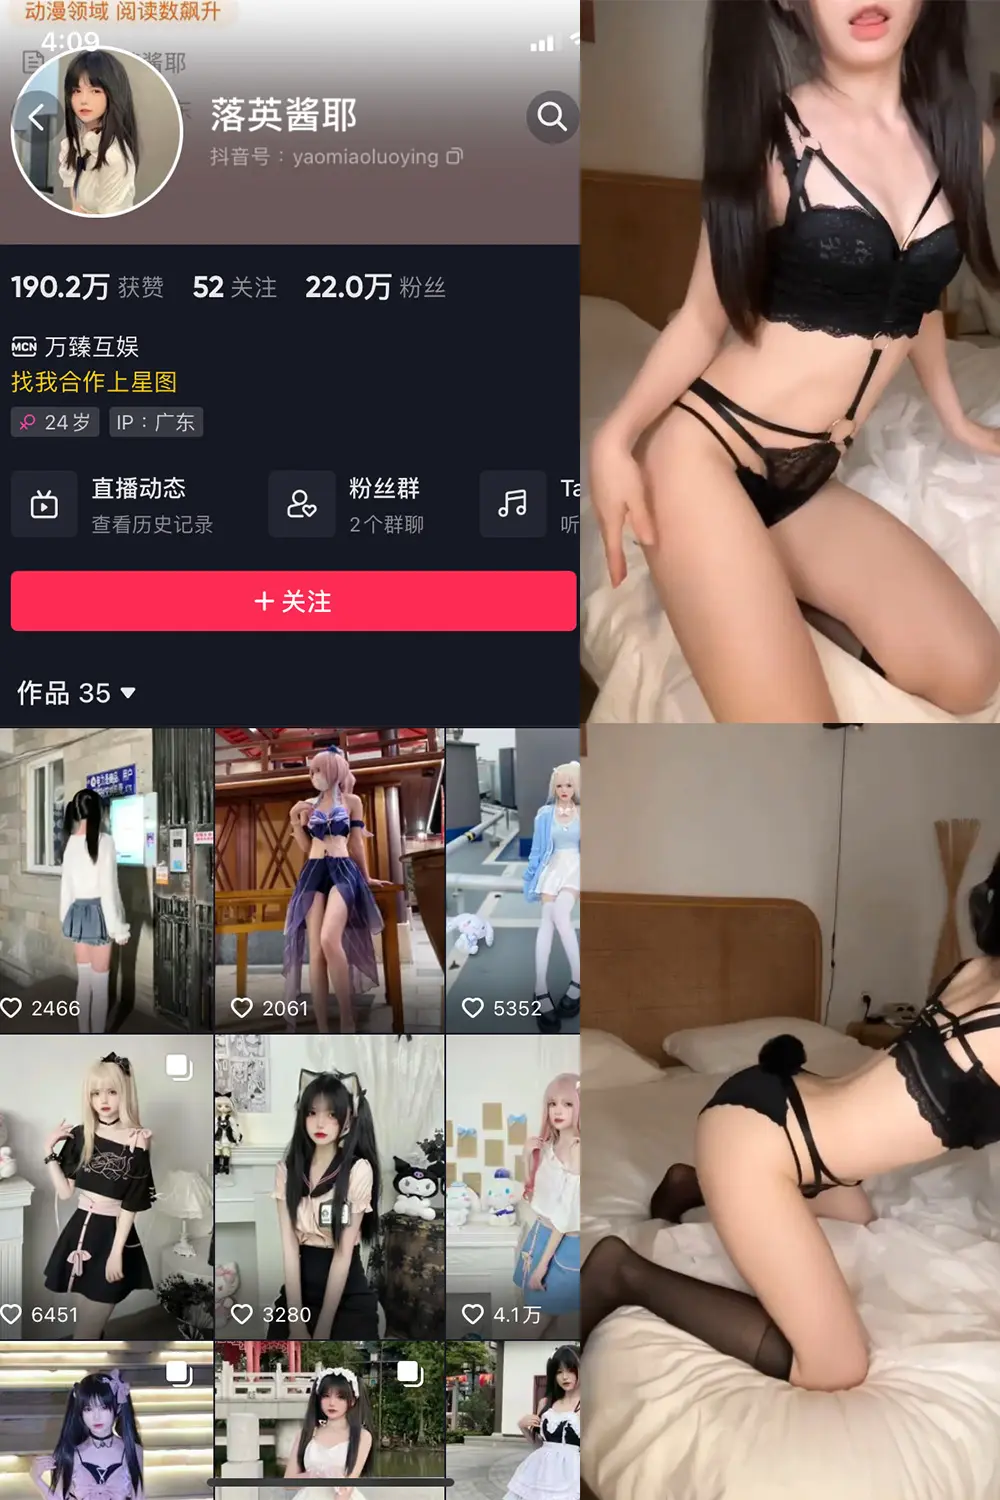 动漫领域 阅读数飙升
4:09
酱耶
落英酱耶
抖音号：yaomiaoluoying
190.2万 获赞 52 关注 22.0万 粉丝
MCN 万臻互娱
找我合作上星图
24岁 IP：广东
直播动态 粉丝群
查看历史记录 2个群聊 听
+ 关注
作品 35
2466 2061 5352
6451 3280 4.1万